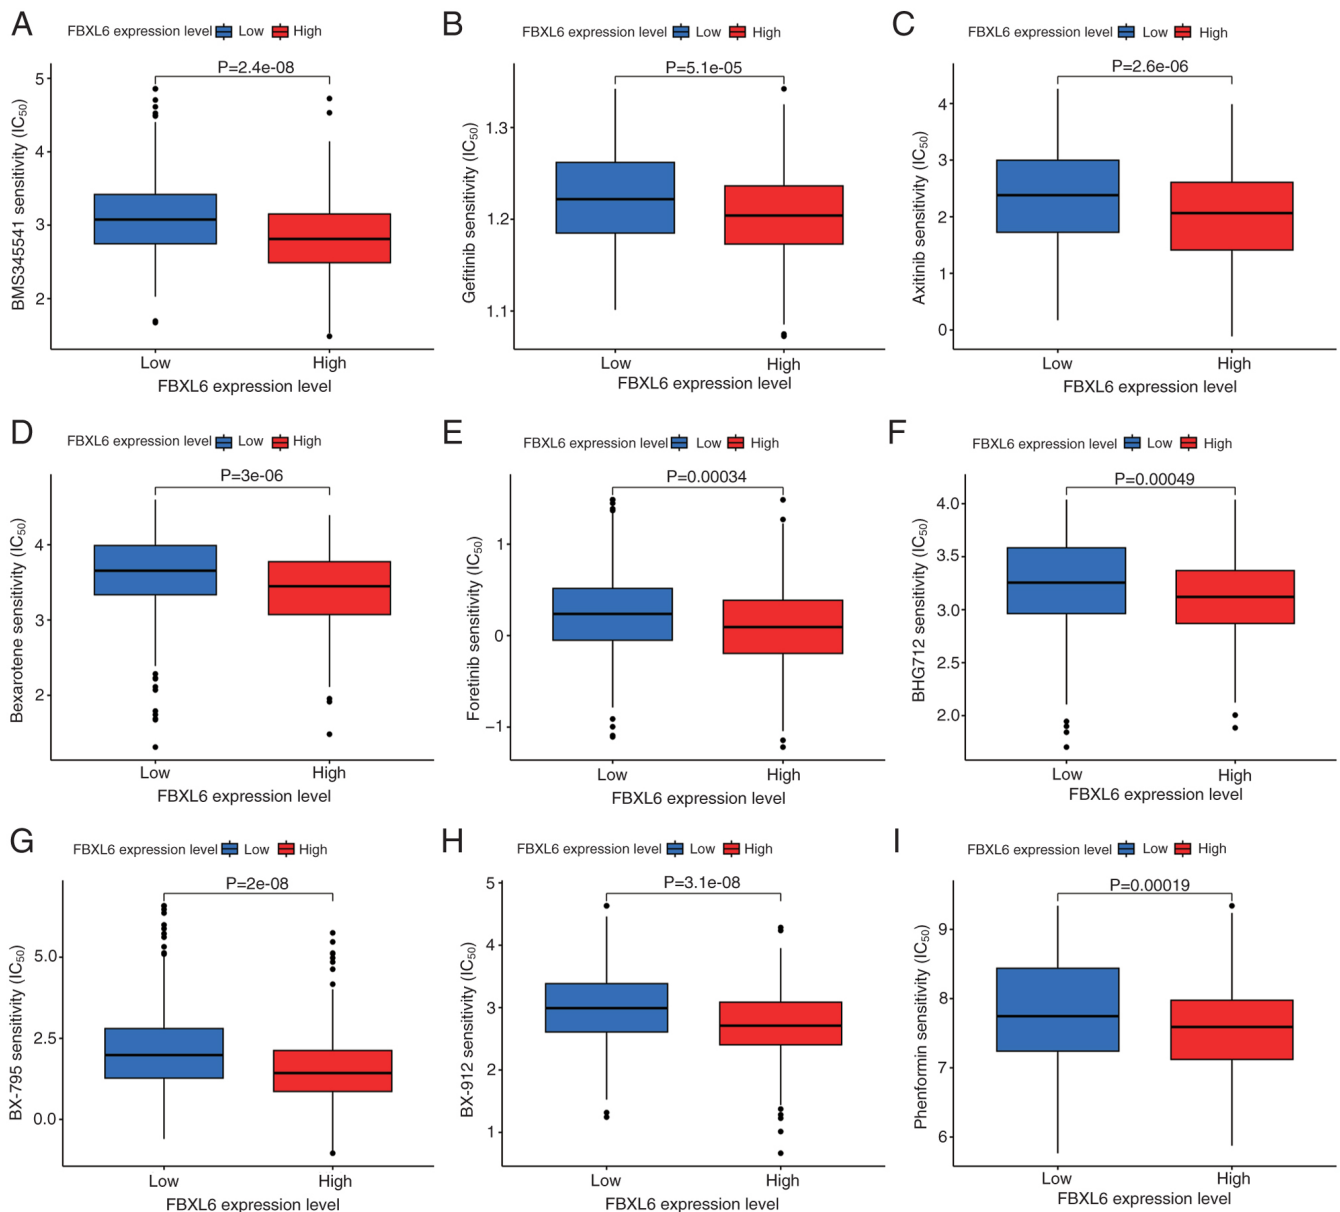 A
FBXL6 expression level Low High
P=2.4e-08
BMS345541 sensitivity (IC50)
5
4
3
2
Low High
FBXL6 expression level
B
FBXL6 expression level Low High
P=5.1e-05
Gefitinib sensitivity (IC50)
1.3
1.2
1.1
Low High
FBXL6 expression level
C
FBXL6 expression level Low High
P=2.6e-06
Axitinib sensitivity (IC50)
4
3
2
1
0
Low High
FBXL6 expression level
D
FBXL6 expression level Low High
P=3e-06
Bexarotene sensitivity (IC50)
4
3
2
Low High
FBXL6 expression level
E
FBXL6 expression level Low High
P=0.00034
Foretinib sensitivity (IC50)
1
0
−1
Low High
FBXL6 expression level
F
FBXL6 expression level Low High
P=0.00049
BHG712 sensitivity (IC50)
4.0
3.5
3.0
2.5
2.0
Low High
FBXL6 expression level
G
FBXL6 expression level Low High
P=2e-08
BX-795 sensitivity (IC50)
5.0
2.5
0.0
Low High
FBXL6 expression level
H
FBXL6 expression level Low High
P=3.1e-08
BX-912 sensitivity (IC50)
5
4
3
2
1
Low High
FBXL6 expression level
I
FBXL6 expression level Low High
P=0.00019
Phenformin sensitivity (IC50)
9
8
7
6
Low High
FBXL6 expression level